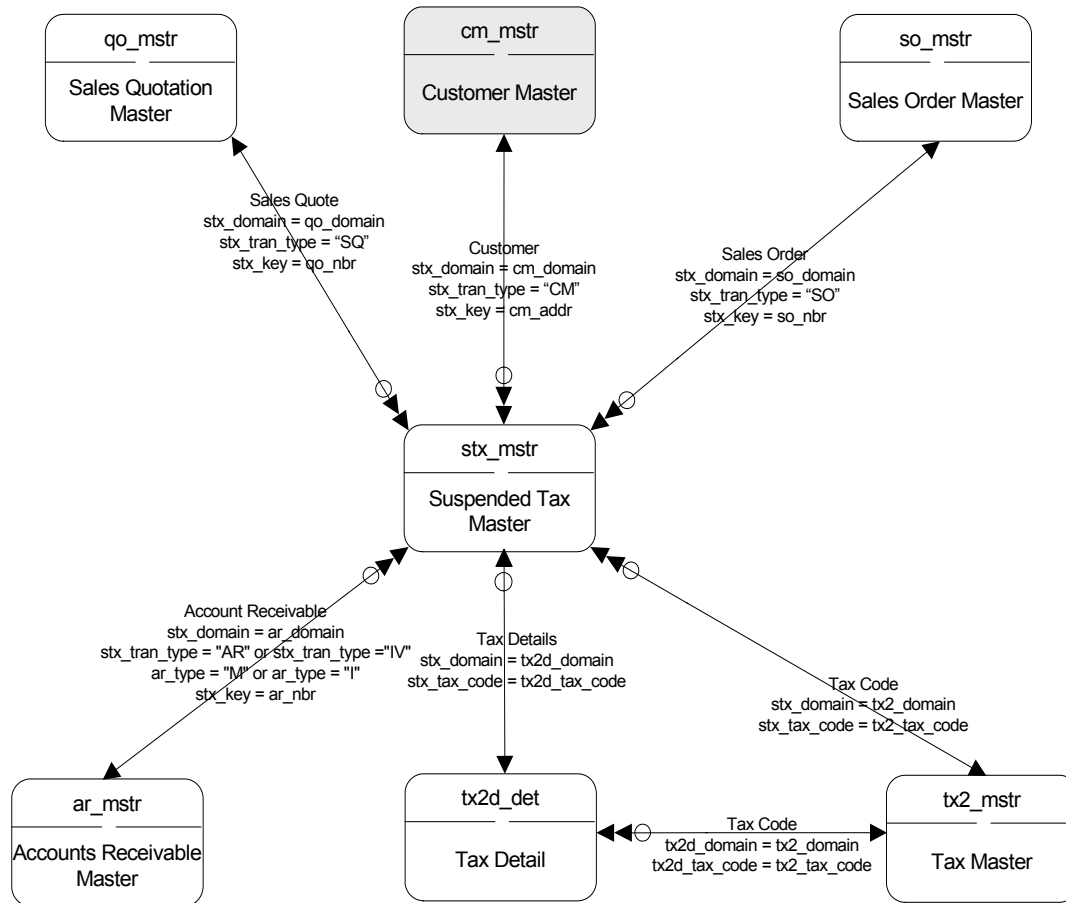 qo_mstr
Sales Quotation
Master
cm_mstr
Customer Master
so_mstr
Sales Order Master
Sales Quote
stx_domain = qo_domain
stx_tran_type = “SQ”
stx_key = qo_nbr
Customer
stx_domain = cm_domain
stx_tran_type = “CM”
stx_key = cm_addr
Sales Order
stx_domain = so_domain
stx_tran_type = “SO”
stx_key = so_nbr
stx_mstr
Suspended Tax
Master
Account Receivable
stx_domain = ar_domain
stx_tran_type = "AR" or stx_tran_type ="IV"
ar_type = "M" or ar_type = "I"
stx_key = ar_nbr
Tax Details
stx_domain = tx2d_domain
stx_tax_code = tx2d_tax_code
Tax Code
stx_domain = tx2_domain
stx_tax_code = tx2_tax_code
ar_mstr
Accounts Receivable
Master
tx2d_det
Tax Detail
Tax Code
tx2d_domain = tx2_domain
tx2d_tax_code = tx2_tax_code
tx2_mstr
Tax Master